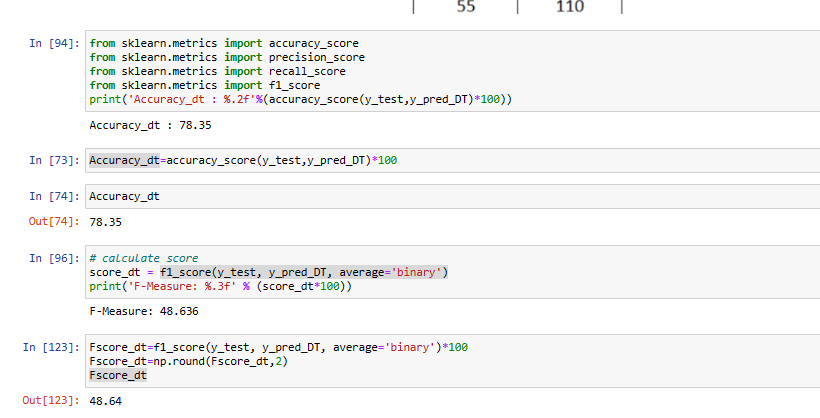 | 55 | 110 |
In [94]: from sklearn.metrics import accuracy_score
from sklearn.metrics import precision_score
from sklearn.metrics import recall_score
from sklearn.metrics import f1_score
print('Accuracy_dt : %.2f'%(accuracy_score(y_test,y_pred_DT)*100))
Accuracy_dt : 78.35
In [73]: Accuracy_dt=accuracy_score(y_test,y_pred_DT)*100
In [74]: Accuracy_dt
Out[74]: 78.35
In [96]: # calculate score
score_dt = f1_score(y_test, y_pred_DT, average='binary')
print('F-Measure: %.3f' % (score_dt*100))
F-Measure: 48.636
In [123]: Fscore_dt=f1_score(y_test, y_pred_DT, average='binary')*100
Fscore_dt=np.round(Fscore_dt,2)
Fscore_dt
Out[123]: 48.64